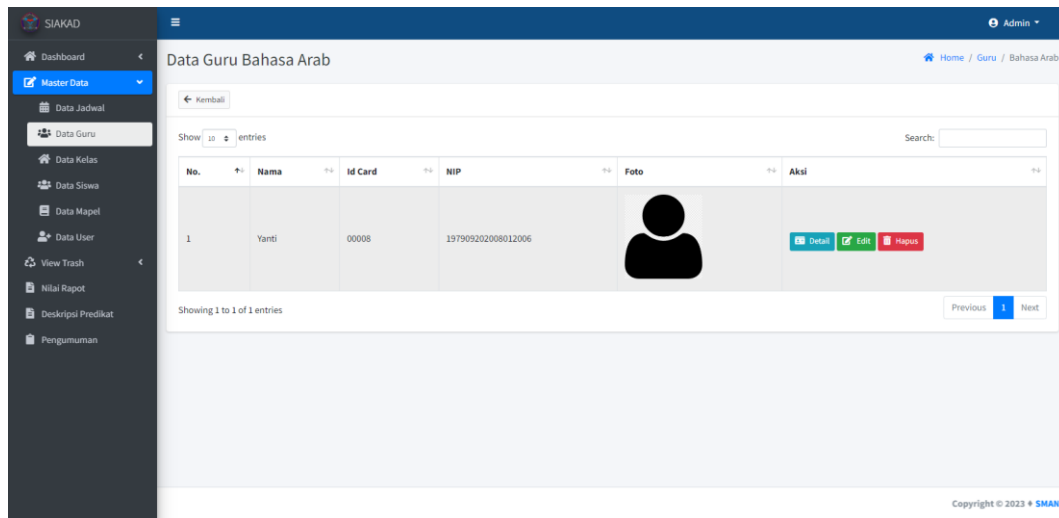 SIAKAD
Admin
Dashboard
Master Data
Data Jadwal
Data Guru
Data Kelas
Data Siswa
Data Mapel
Data User
View Trash
Nilai Rapot
Deskripsi Predikat
Pengumuman
Data Guru Bahasa Arab
Home / Guru / Bahasa Arab
Kembali
Show 10 entries
Search:
No. Nama Id Card NIP Foto Aksi
1 Yanti 00008 197909202008012006 Detail Edit Hapus
Showing 1 to 1 of 1 entries
Previous 1 Next
Copyright © 2023 ♦ SMAN